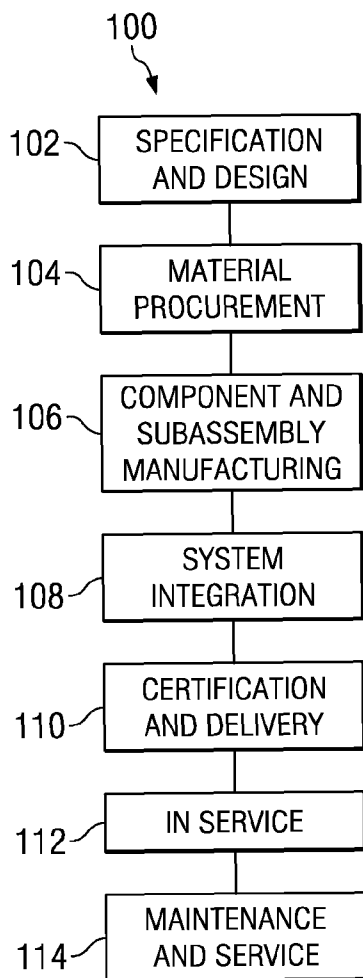 100
102
SPECIFICATION
AND DESIGN
104
MATERIAL
PROCUREMENT
106
COMPONENT AND
SUBASSEMBLY
MANUFACTURING
108
SYSTEM
INTEGRATION
110
CERTIFICATION
AND DELIVERY
112
IN SERVICE
114
MAINTENANCE
AND SERVICE